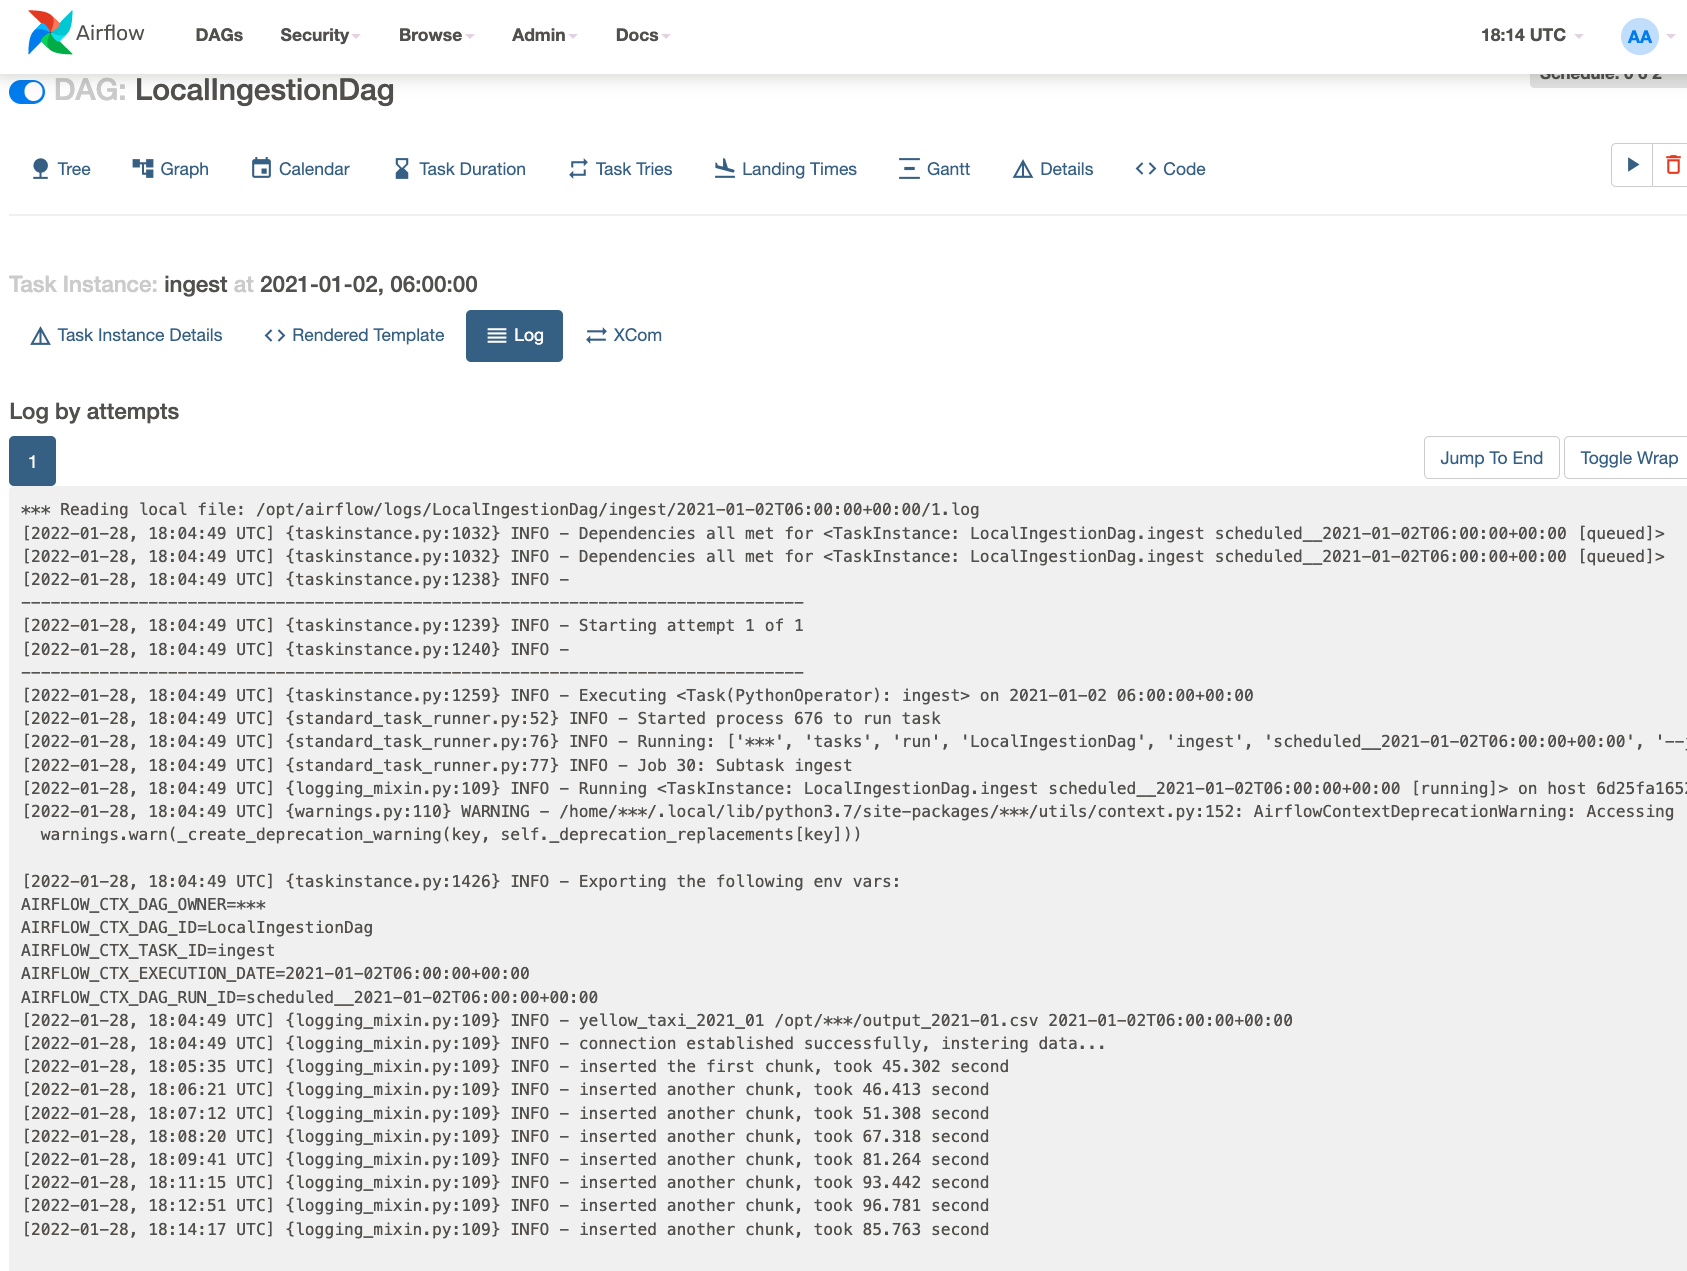 Airflow
DAGs Security Browse Admin Docs 18:14 UTC AA
DAG: LocalIngestionDag
Schedule: 0 6 2
Tree Graph Calendar Task Duration Task Tries Landing Times Gantt Details Code
Task Instance: ingest at 2021-01-02, 06:00:00
Task Instance Details Rendered Template Log XCom
Log by attempts
1
Jump To End Toggle Wrap
*** Reading local file: /opt/airflow/logs/LocalIngestionDag/ingest/2021-01-02T06:00:00+00:00/1.log
[2022-01-28, 18:04:49 UTC] {taskinstance.py:1032} INFO - Dependencies all met for <TaskInstance: LocalIngestionDag.ingest scheduled__2021-01-02T06:00:00+00:00 [queued]>
[2022-01-28, 18:04:49 UTC] {taskinstance.py:1032} INFO - Dependencies all met for <TaskInstance: LocalIngestionDag.ingest scheduled__2021-01-02T06:00:00+00:00 [queued]>
[2022-01-28, 18:04:49 UTC] {taskinstance.py:1238} INFO -
--------------------------------------------------------------------------------
[2022-01-28, 18:04:49 UTC] {taskinstance.py:1239} INFO - Starting attempt 1 of 1
[2022-01-28, 18:04:49 UTC] {taskinstance.py:1240} INFO -
--------------------------------------------------------------------------------
[2022-01-28, 18:04:49 UTC] {taskinstance.py:1259} INFO - Executing <Task(PythonOperator): ingest> on 2021-01-02 06:00:00+00:00
[2022-01-28, 18:04:49 UTC] {standard_task_runner.py:52} INFO - Started process 676 to run task
[2022-01-28, 18:04:49 UTC] {standard_task_runner.py:76} INFO - Running: ['***', 'tasks', 'run', 'LocalIngestionDag', 'ingest', 'scheduled__2021-01-02T06:00:00+00:00', '--j
[2022-01-28, 18:04:49 UTC] {standard_task_runner.py:77} INFO - Job 30: Subtask ingest
[2022-01-28, 18:04:49 UTC] {logging_mixin.py:109} INFO - Running <TaskInstance: LocalIngestionDag.ingest scheduled__2021-01-02T06:00:00+00:00 [running]> on host 6d25fa1652
[2022-01-28, 18:04:49 UTC] {warnings.py:110} WARNING - /home/***/.local/lib/python3.7/site-packages/***/utils/context.py:152: AirflowContextDeprecationWarning: Accessing
warnings.warn(_create_deprecation_warning(key, self._deprecation_replacements[key]))
[2022-01-28, 18:04:49 UTC] {taskinstance.py:1426} INFO - Exporting the following env vars:
AIRFLOW_CTX_DAG_OWNER=***
AIRFLOW_CTX_DAG_ID=LocalIngestionDag
AIRFLOW_CTX_TASK_ID=ingest
AIRFLOW_CTX_EXECUTION_DATE=2021-01-02T06:00:00+00:00
AIRFLOW_CTX_DAG_RUN_ID=scheduled__2021-01-02T06:00:00+00:00
[2022-01-28, 18:04:49 UTC] {logging_mixin.py:109} INFO - yellow_taxi_2021_01 /opt/***/output_2021-01.csv 2021-01-02T06:00:00+00:00
[2022-01-28, 18:04:49 UTC] {logging_mixin.py:109} INFO - connection established successfully, instering data...
[2022-01-28, 18:05:35 UTC] {logging_mixin.py:109} INFO - inserted the first chunk, took 45.302 second
[2022-01-28, 18:06:21 UTC] {logging_mixin.py:109} INFO - inserted another chunk, took 46.413 second
[2022-01-28, 18:07:12 UTC] {logging_mixin.py:109} INFO - inserted another chunk, took 51.308 second
[2022-01-28, 18:08:20 UTC] {logging_mixin.py:109} INFO - inserted another chunk, took 67.318 second
[2022-01-28, 18:09:41 UTC] {logging_mixin.py:109} INFO - inserted another chunk, took 81.264 second
[2022-01-28, 18:11:15 UTC] {logging_mixin.py:109} INFO - inserted another chunk, took 93.442 second
[2022-01-28, 18:12:51 UTC] {logging_mixin.py:109} INFO - inserted another chunk, took 96.781 second
[2022-01-28, 18:14:17 UTC] {logging_mixin.py:109} INFO - inserted another chunk, took 85.763 second